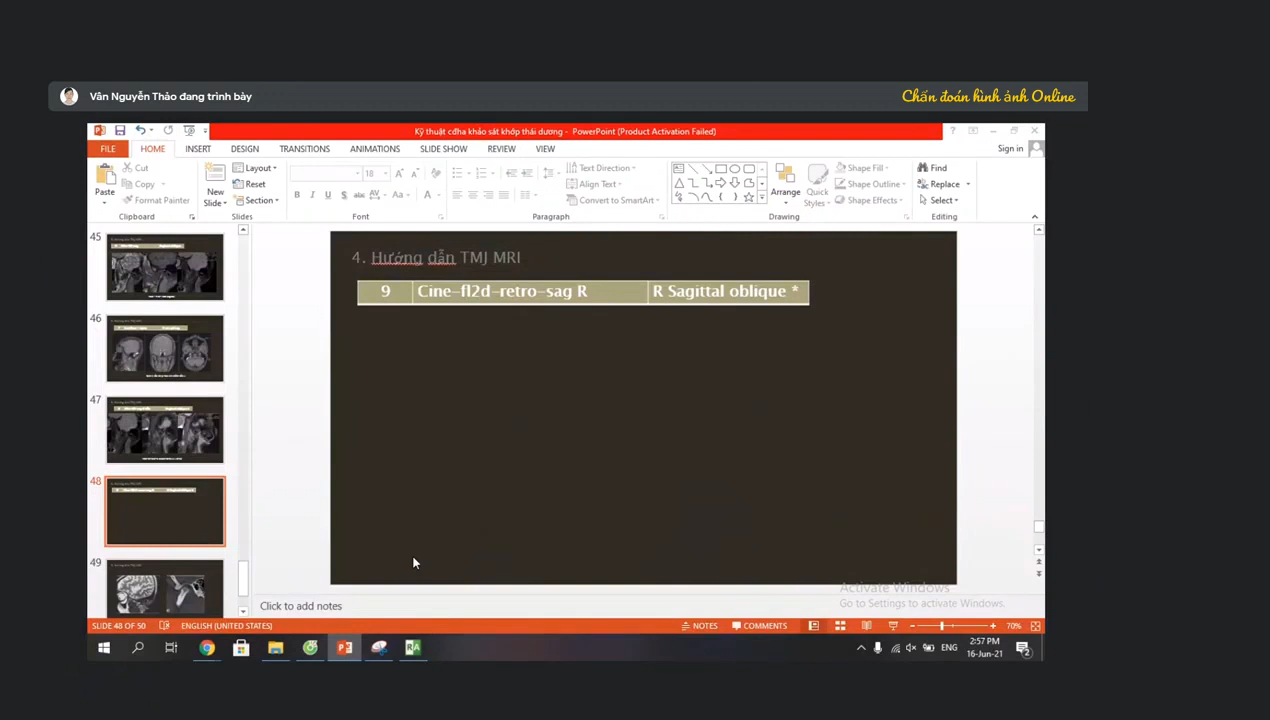 Vân Nguyễn Thảo đang trình bày
Chẩn đoán hình ảnh Online
Kỹ thuật cdha khảo sát khớp thái dương - PowerPoint (Product Activation Failed)
FILE HOME INSERT DESIGN TRANSITIONS ANIMATIONS SLIDE SHOW REVIEW VIEW Sign in
Paste
Cut
Copy
Format Painter
Clipboard
New Slide
Layout
Reset
Section
Slides
18
Font
Text Direction
Align Text
Convert to SmartArt
Paragraph
Arrange
Quick Styles
Shape Fill
Shape Outline
Shape Effects
Drawing
Find
Replace
Select
Editing
45
46
47
48
49
4. Hướng dẫn TMJ MRI
9 Cine-fl2d-retro-sag R R Sagittal oblique *
Activate Windows
Go to Settings to activate Windows.
Click to add notes
SLIDE 48 OF 50 ENGLISH (UNITED STATES) NOTES COMMENTS 70%
ENG
2:57 PM
16-Jun-21
2